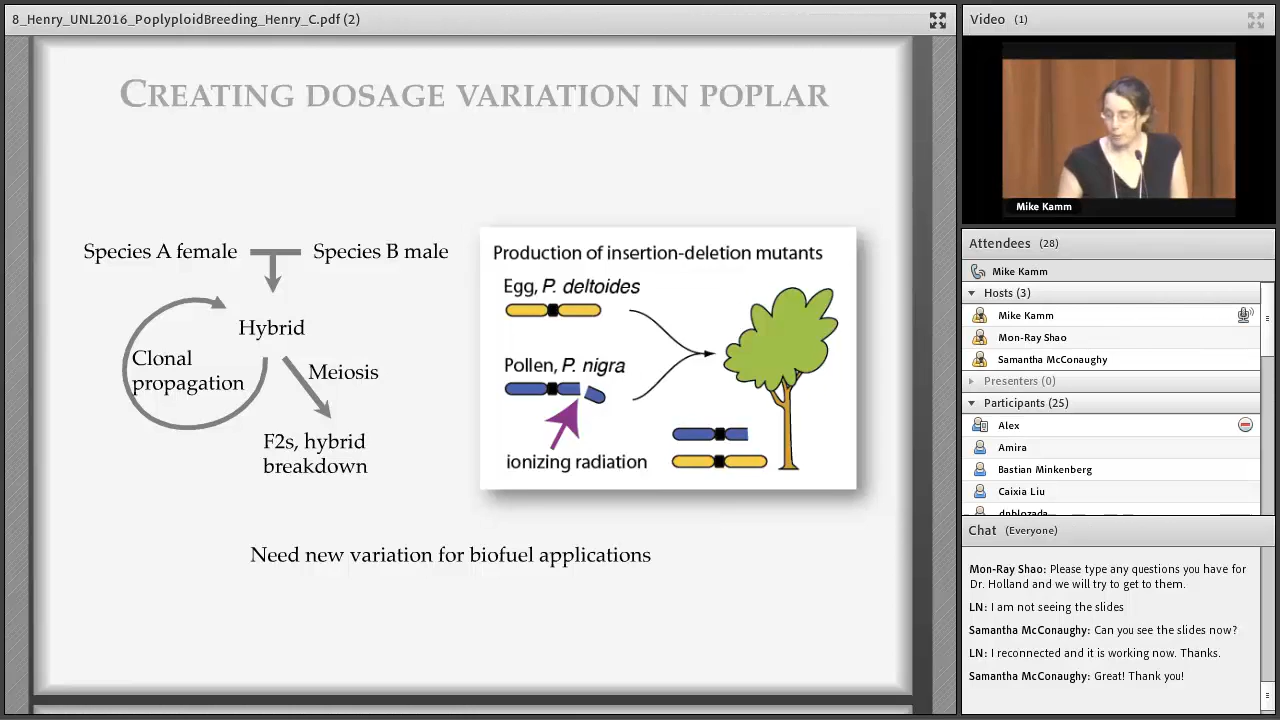 8_Henry_UNL2016_PoplyploidBreeding_Henry_C.pdf (2)
CREATING DOSAGE VARIATION IN POPLAR
Species A female
Species B male
Hybrid
Clonal
propagation
Meiosis
F2s, hybrid
breakdown
Production of insertion-deletion mutants
Egg, P. deltoides
Pollen, P. nigra
ionizing radiation
Need new variation for biofuel applications
Video (1)
Mike Kamm
Attendees (28)
Mike Kamm
Hosts (3)
Mike Kamm
Mon-Ray Shao
Samantha McConaughy
Presenters (0)
Participants (25)
Alex
Amira
Bastian Minkenberg
Caixia Liu
dnblozada
Chat (Everyone)
Mon-Ray Shao: Please type any questions you have for
Dr. Holland and we will try to get to them.
LN: I am not seeing the slides
Samantha McConaughy: Can you see the slides now?
LN: I reconnected and it is working now. Thanks.
Samantha McConaughy: Great! Thank you!